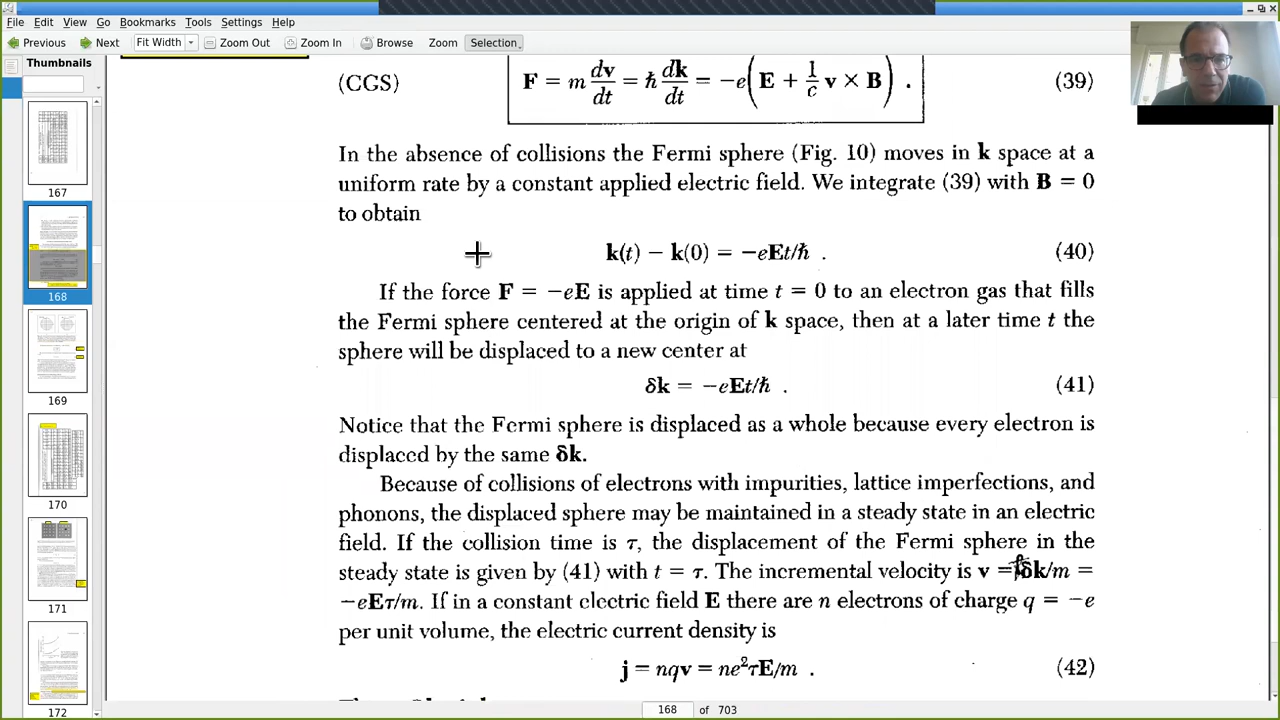 File Edit View Go Bookmarks Tools Settings Help
Previous Next Fit Width Zoom Out Zoom In Browse Zoom Selection
Thumbnails
167
168
169
170
171
172
(CGS) F = m dv/dt = ℏ dk/dt = −e(E + 1/c v × B) . (39)
In the absence of collisions the Fermi sphere (Fig. 10) moves in k space at a
uniform rate by a constant applied electric field. We integrate (39) with B = 0
to obtain
k(t) − k(0) = −eEt/ℏ . (40)
If the force F = −eE is applied at time t = 0 to an electron gas that fills
the Fermi sphere centered at the origin of k space, then at a later time t the
sphere will be displaced to a new center at
δk = −eEt/ℏ . (41)
Notice that the Fermi sphere is displaced as a whole because every electron is
displaced by the same δk.
Because of collisions of electrons with impurities, lattice imperfections, and
phonons, the displaced sphere may be maintained in a steady state in an electric
field. If the collision time is τ, the displacement of the Fermi sphere in the
steady state is given by (41) with t = τ. The incremental velocity is v = ℏδk/m =
−eEτ/m. If in a constant electric field E there are n electrons of charge q = −e
per unit volume, the electric current density is
j = nqv = ne²τE/m . (42)
168 of 703